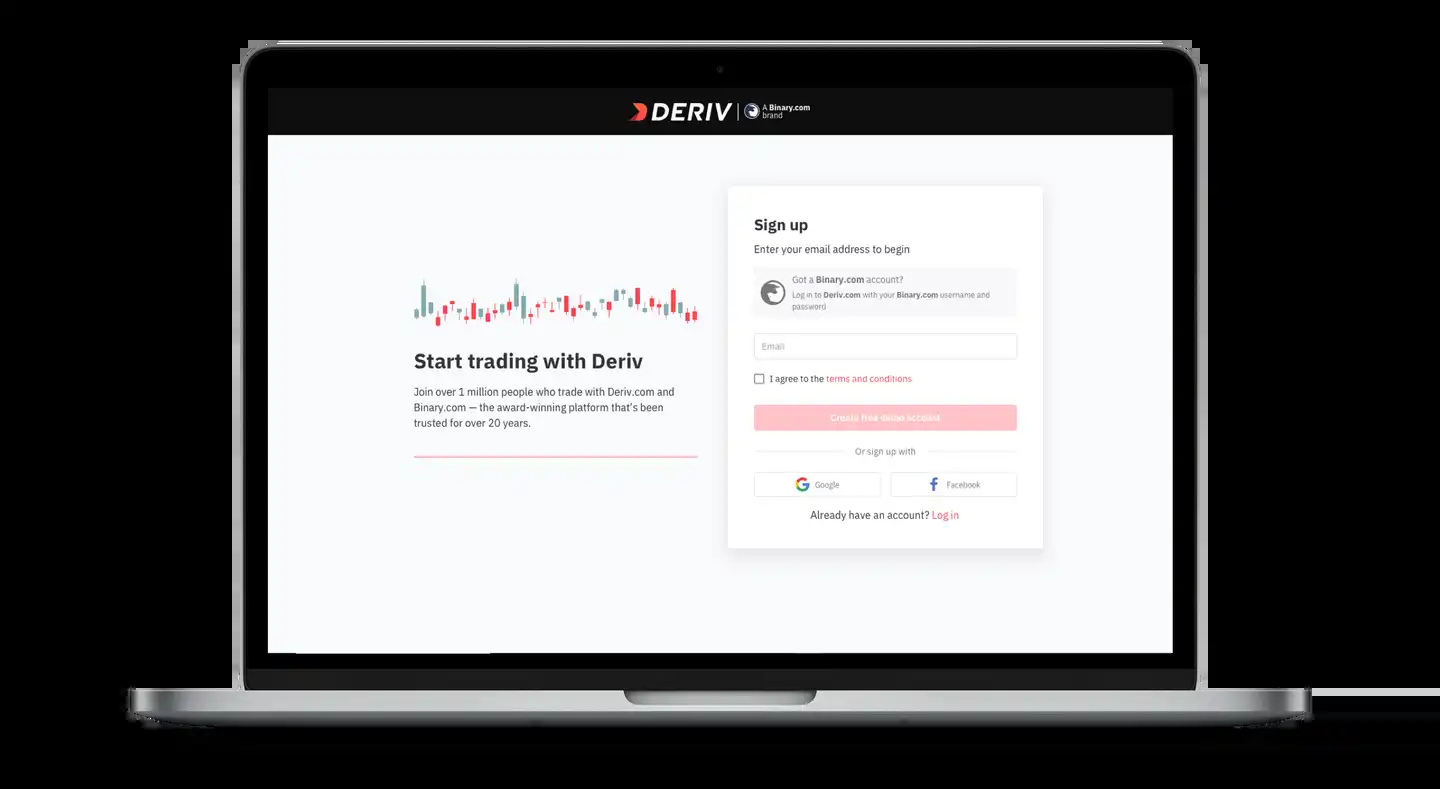 DERIV | A Binary.com
brand
Start trading with Deriv
Join over 1 million people who trade with Deriv.com and
Binary.com — the award-winning platform that's been
trusted for over 20 years.
Sign up
Enter your email address to begin
Got a Binary.com account?
Log in to Deriv.com with your Binary.com username and
password
Email
I agree to the terms and conditions
Create free demo account
Or sign up with
Google
Facebook
Already have an account? Log in